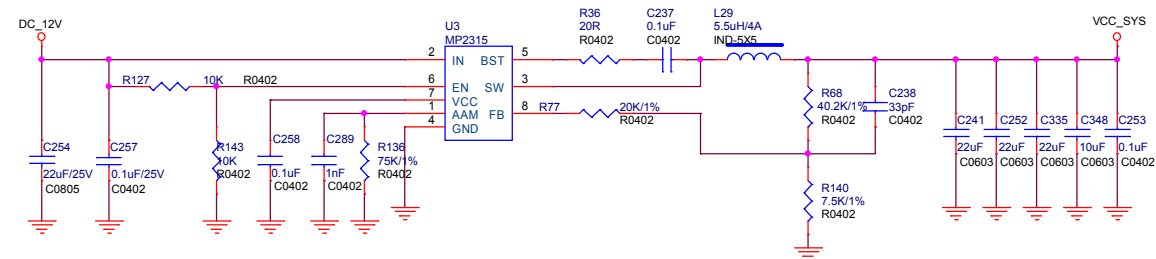 DC_12V
U3
MP2315
R36
20R
R0402
C237
0.1uF
C0402
L29
5.5uH/4A
IND-5X5
VCC_SYS
2
IN
BST
5
R127
10K
R0402
6
EN
SW
3
7
VCC
1
AAM
FB
8
4
GND
R77
20K/1%
R0402
R68
40.2K/1%
R0402
C238
33pF
C0402
C254
22uF/25V
C0805
C257
0.1uF/25V
C0402
R143
10K
R0402
C258
0.1uF
C0402
C289
1nF
C0402
R136
75K/1%
R0402
R140
7.5K/1%
R0402
C241
22uF
C0603
C252
22uF
C0603
C335
22uF
C0603
C348
10uF
C0603
C253
0.1uF
C0402